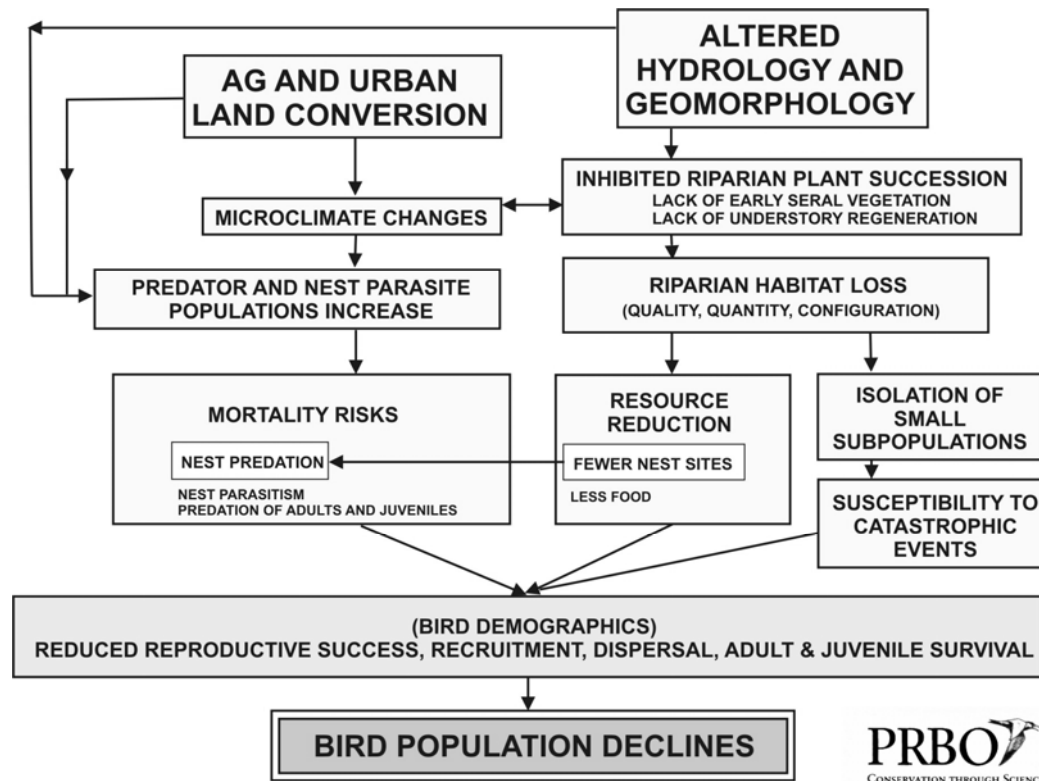 ALTERED
HYDROLOGY AND
GEOMORPHOLOGY
AG AND URBAN
LAND CONVERSION
INHIBITED RIPARIAN PLANT SUCCESSION
LACK OF EARLY SERAL VEGETATION
LACK OF UNDERSTORY REGENERATION
MICROCLIMATE CHANGES
PREDATOR AND NEST PARASITE
POPULATIONS INCREASE
RIPARIAN HABITAT LOSS
(QUALITY, QUANTITY, CONFIGURATION)
MORTALITY RISKS
NEST PREDATION
NEST PARASITISM
PREDATION OF ADULTS AND JUVENILES
RESOURCE
REDUCTION
FEWER NEST SITES
LESS FOOD
ISOLATION OF
SMALL
SUBPOPULATIONS
SUSCEPTIBILITY TO
CATASTROPHIC
EVENTS
(BIRD DEMOGRAPHICS)
REDUCED REPRODUCTIVE SUCCESS, RECRUITMENT, DISPERSAL, ADULT & JUVENILE SURVIVAL
BIRD POPULATION DECLINES
PRBO
CONSERVATION THROUGH SCIENC